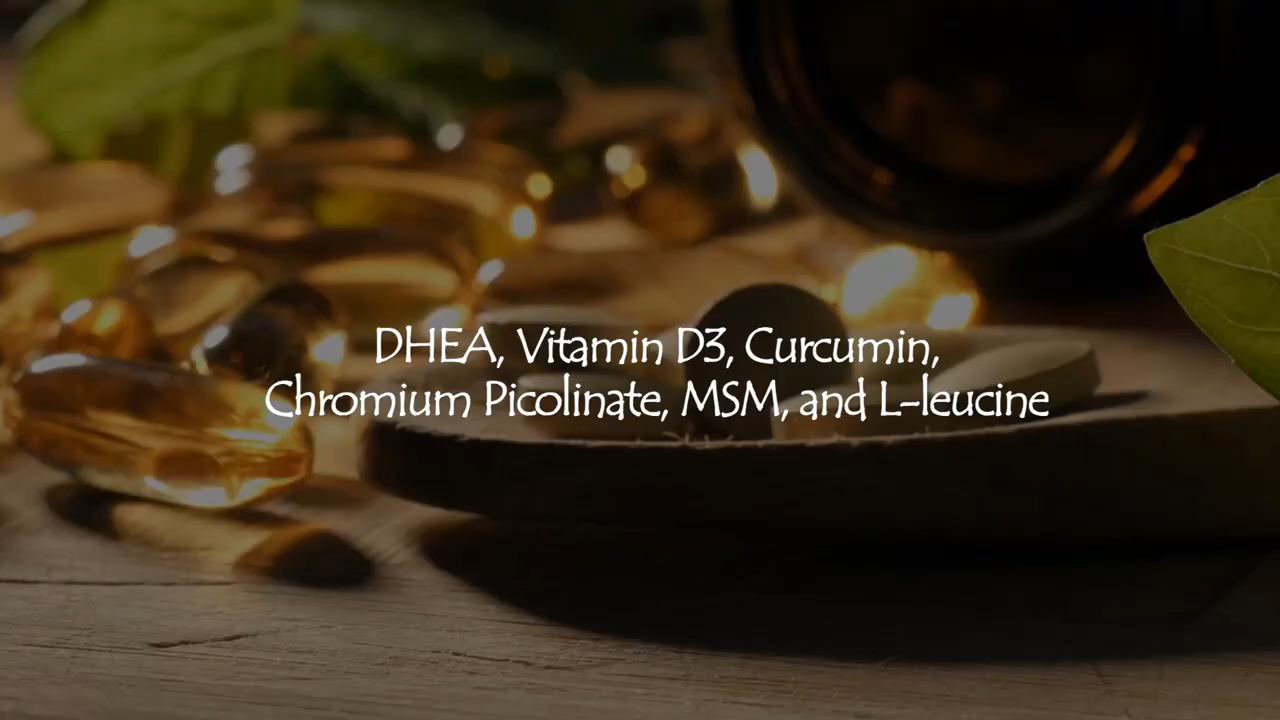 DHEA, Vitamin D3, Curcumin,
Chromium Picolinate, MSM, and L-leucine